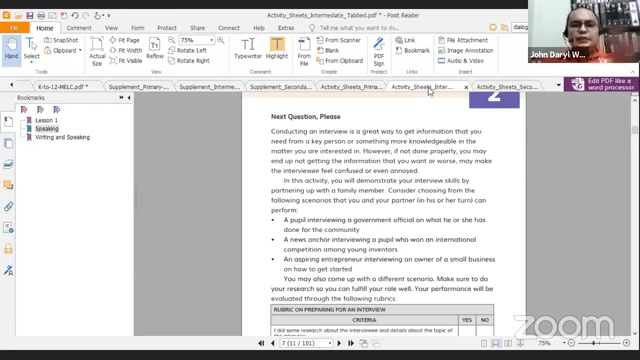 Activity_Sheets_Intermediate_Tabbed.pdf * - Foxit Reader
File Home Comment View Form Protect Share Help Tell me what you want to do...
dialog
SnapShot
Clipboard
Hand
Select
Fit Page
Fit Width
Fit Visible
75%
Reflow
Rotate Left
Rotate Right
Typewriter
Highlight
From File
From Scanner
Blank
From Clipboard
PDF Sign
Link
Bookmark
File Attachment
Image Annotation
Audio & Video
John Daryl W...
K-to-12-MELC.pdf *
Supplement_Primary-...
Supplement_Interme...
Supplement_Seconda...
Activity_Sheets_Prima...
Activity_Sheets_Inter...
Activity_Sheets_Seco...
Edit PDF like a word processor
Bookmarks
Lesson 1
Speaking
Writing and Speaking
2
Next Question, Please
Conducting an interview is a great way to get information that you
need from a key person or something more knowledgeable in the
matter you are interested in. However, if not done properly, you may
end up not getting the information that you want or worse, may make
the interviewee feel confused or even annoyed.
In this activity, you will demonstrate your interview skills by
partnering up with a family member. Consider choosing from the
following scenarios that you and your partner (in his or her turn) can
perform:
• A pupil interviewing a government official on what he or she has
done for the community
• A news anchor interviewing a pupil who won an international
competition among young inventors
• An aspiring entrepreneur interviewing an owner of a small business
on how to get started
You may also come up with a different scenario. Make sure to do
your research so you can fulfill your role well. Your performance will be
evaluated through the following rubrics:
RUBRIC ON PREPARING FOR AN INTERVIEW
CRITERIA YES NO
I did some research about the interviewee and details about the topic of
the interview.
zoom
7 (11 / 101)
75%